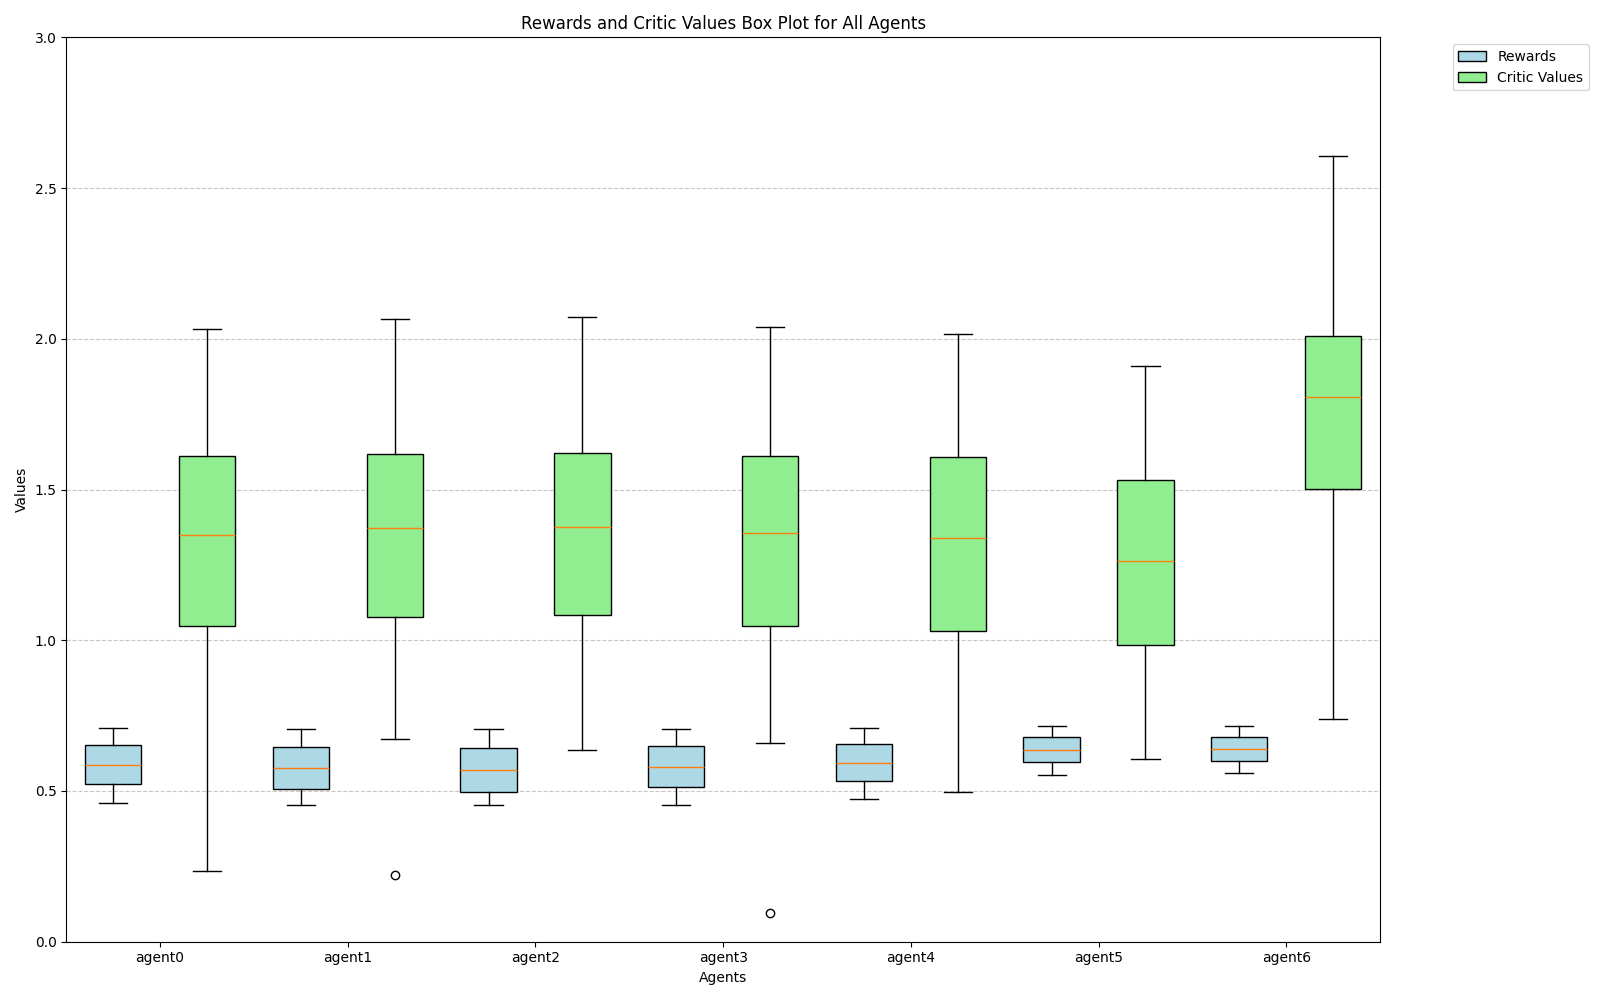 Rewards and Critic Values Box Plot for All Agents
Rewards
Critic Values
3.0
2.5
2.0
1.5
1.0
0.5
0.0
Values
agent0
agent1
agent2
agent3
agent4
agent5
agent6
Agents